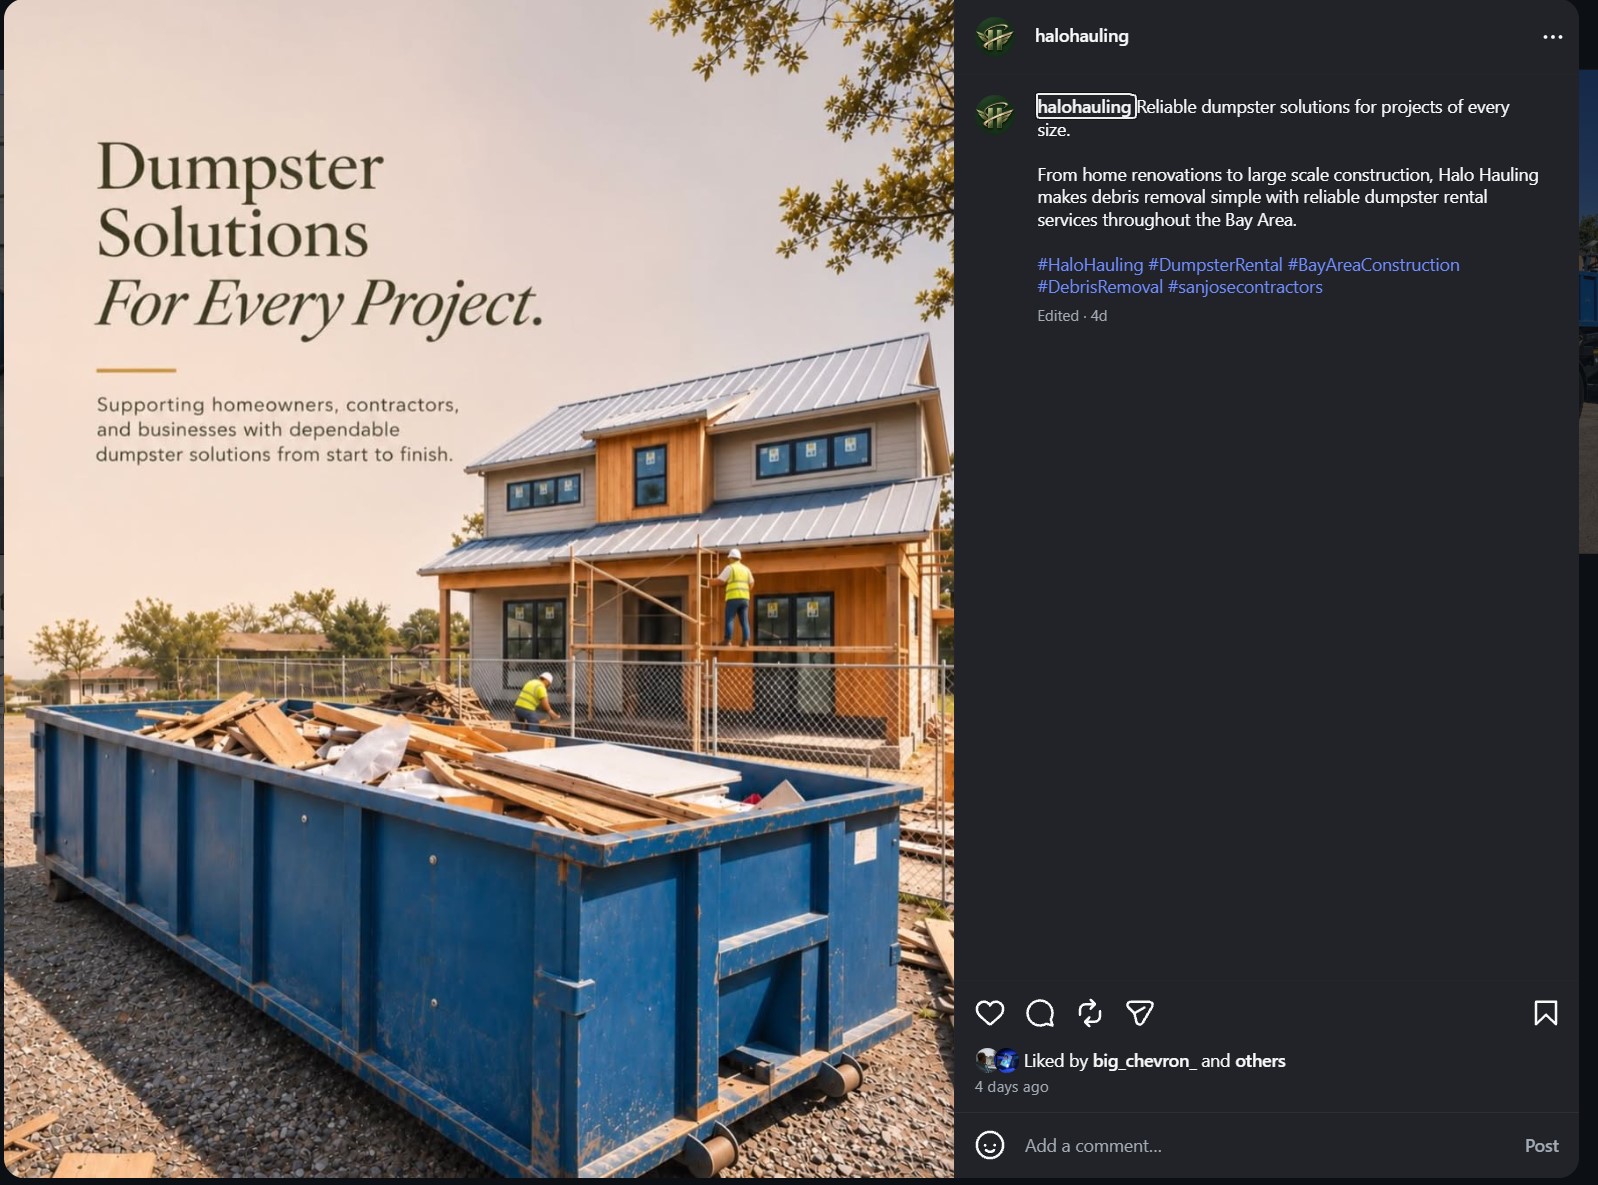 Dumpster
Solutions
For Every Project.
Supporting homeowners, contractors,
and businesses with dependable
dumpster solutions from start to finish.
halohauling
halohauling Reliable dumpster solutions for projects of every
size.
From home renovations to large scale construction, Halo Hauling
makes debris removal simple with reliable dumpster rental
services throughout the Bay Area.
#HaloHauling #DumpsterRental #BayAreaConstruction
#DebrisRemoval #sanjosecontractors
Edited · 4d
Liked by big_chevron_ and others
4 days ago
Add a comment...
Post